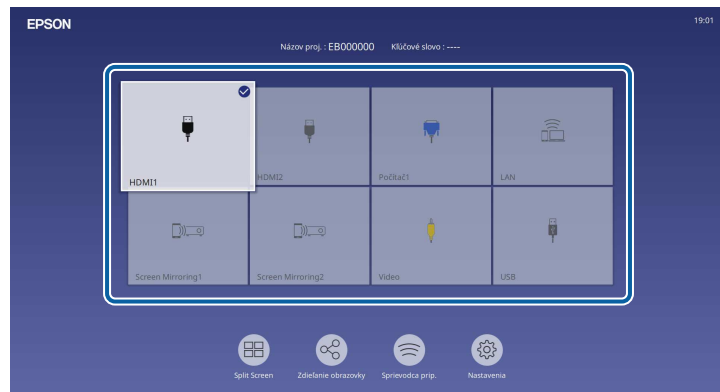 EPSON
19:01
Názov proj. : EB000000 Kľúčové slovo : ----
HDMI1
HDMI2
Počítač1
LAN
Screen Mirroring1
Screen Mirroring2
Video
USB
Split Screen
Zdieľanie obrazovky
Sprievodca prip.
Nastavenia